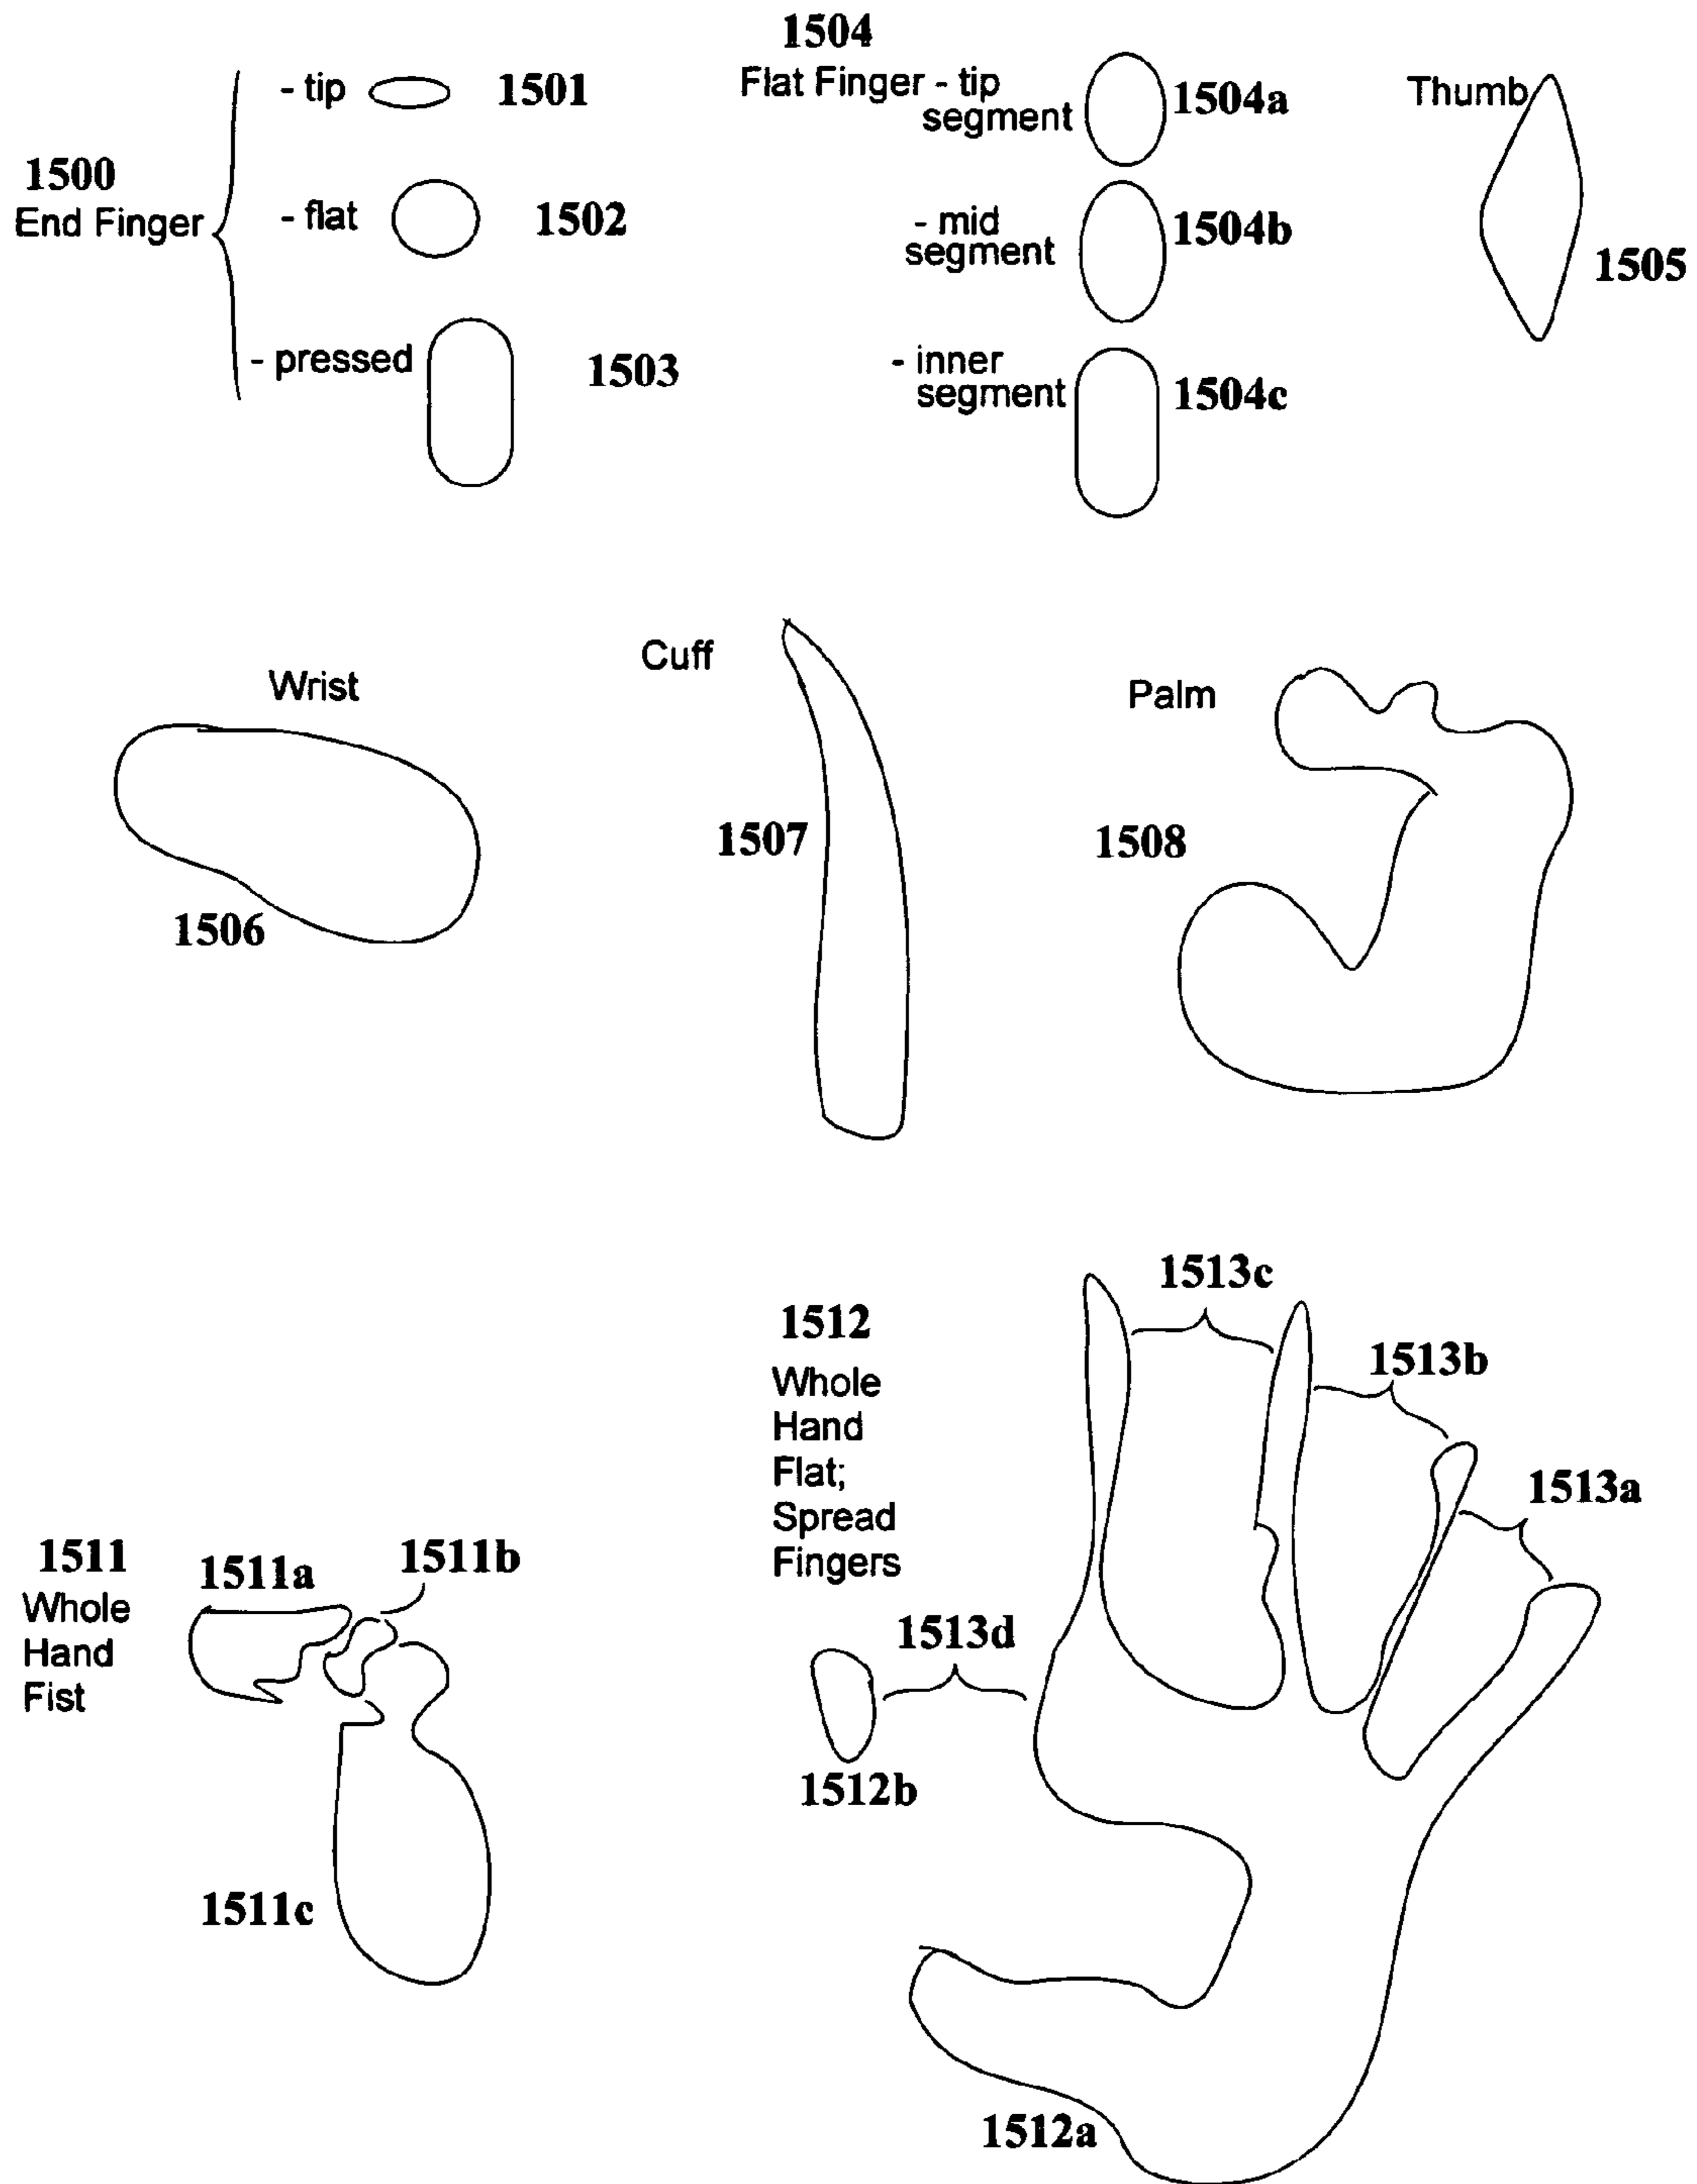 1500
End Finger
- tip
1501
- flat
1502
- pressed
1503
1504
Flat Finger - tip
segment
1504a
- mid
segment
1504b
- inner
segment
1504c
Thumb
1505
Wrist
1506
Cuff
1507
Palm
1508
1511
Whole
Hand
Fist
1511a
1511b
1511c
1512
Whole
Hand
Flat;
Spread
Fingers
1513c
1513b
1513a
1513d
1512b
1512a